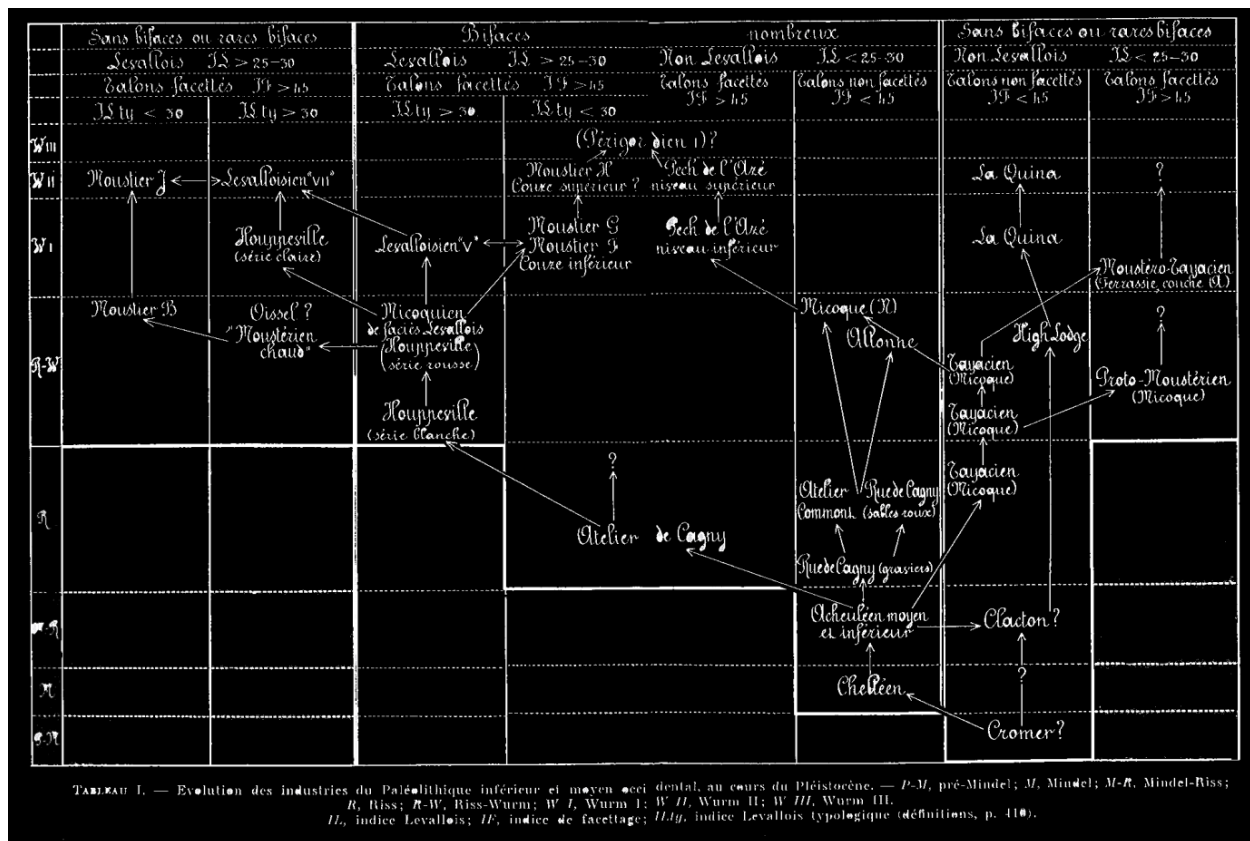 Sans bifaces ou rares bifaces
Bifaces nombreux
Sans bifaces ou rares bifaces
Levallois IL > 25-30
Levallois IL > 25-30
Non Levallois IL < 25-30
Non Levallois IL < 25-30
Talons facettés IF > 45
Talons facettés IF > 45
Talons facettés
IF > 45
Talons non facettés
IF < 45
Talons non facettés
IF < 45
Talons facettés
IF > 45
ILty < 30
ILty > 30
ILty > 30
ILty < 30
W III
(Périgordien I)?
W II
Moustier J
Levalloisien "VII"
Moustier H
Couze supérieur ?
Pech de l'Azé
niveau supérieur
La Quina
?
W I
Houppeville
(série claire)
Levalloisien "V"
Moustier G
Moustier F
Couze inférieur
Pech de l'Azé
niveau inférieur
La Quina
Moustéro-Tayacien
(Ferrassie, couche A)
R-W
Moustier B
Oissel ?
"Moustérien
chaud"
Micoquien
de faciès Levallois
(Houppeville
série rousse)
Houppeville
(série blanche)
Micoque (N)
Allonne
Tayacien
(Micoque)
Tayacien
(Micoque)
High Lodge
?
Proto-Moustérien
(Micoque)
R
?
Atelier de Cagny
Atelier
Commont
Rue de Cagny
(sables roux)
Rue de Cagny (graviers)
Tayacien
(Micoque)
M-R
Acheuléen moyen
et inférieur
Clacton ?
M
Chelléen
?
P-M
Cromer ?
TABLEAU I. — Evolution des industries du Paléolithique inférieur et moyen occidental, au cours du Pléistocène. — P-M, pré-Mindel; M, Mindel; M-R, Mindel-Riss;
R, Riss; R-W, Riss-Wurm; W I, Wurm I; W II, Wurm II; W III, Wurm III.
IL, indice Levallois; IF, indice de facettage; ILty, indice Levallois typologique (définitions, p. 410).